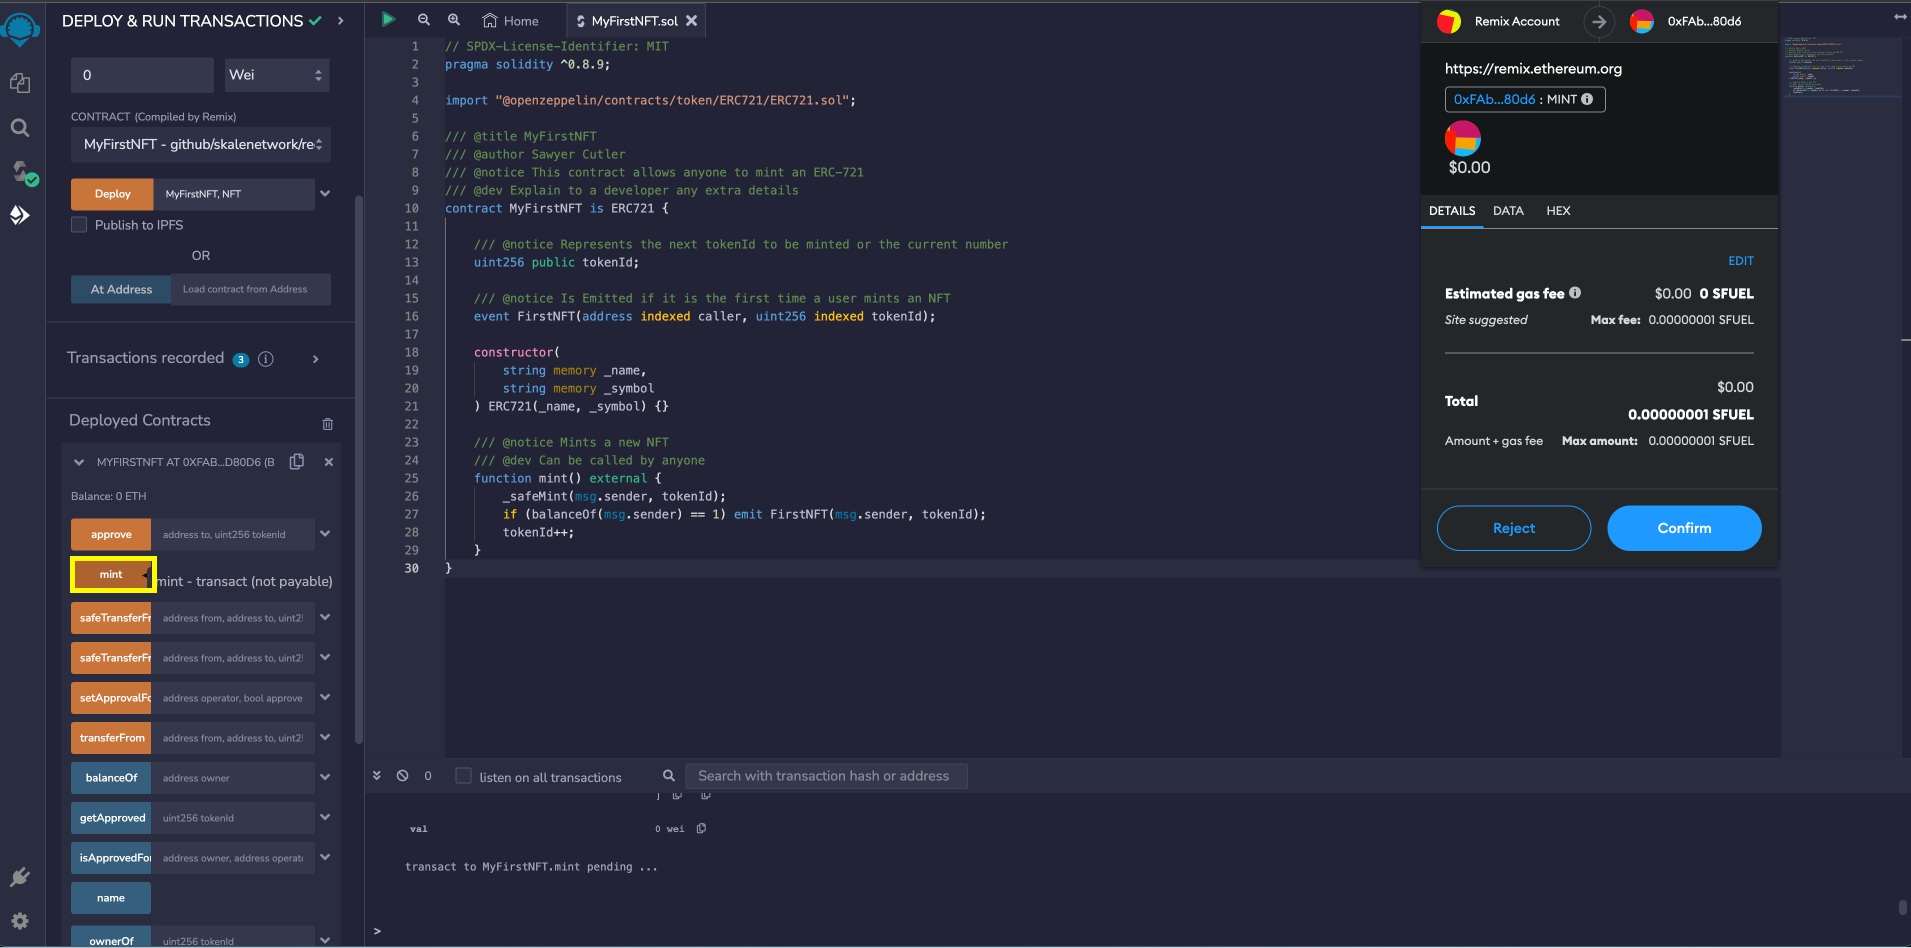 DEPLOY & RUN TRANSACTIONS
0
Wei
CONTRACT (Compiled by Remix)
MyFirstNFT - github/skalenetwork/re
Deploy
MyFirstNFT, NFT
Publish to IPFS
OR
At Address
Load contract from Address
Transactions recorded 3 i
Deployed Contracts
MYFIRSTNFT AT 0XFAB...D80D6 (B
Balance: 0 ETH
approve
address to, uint256 tokenId
mint
mint - transact (not payable)
safeTransferFr
address from, address to, uint25
safeTransferFr
address from, address to, uint25
setApprovalFo
address operator, bool approve
transferFrom
address from, address to, uint25
balanceOf
address owner
getApproved
uint256 tokenId
isApprovedFor
address owner, address operato
name
ownerOf
uint256 tokenId
Home
MyFirstNFT.sol
1 // SPDX-License-Identifier: MIT
2 pragma solidity ^0.8.9;
3
4 import "@openzeppelin/contracts/token/ERC721/ERC721.sol";
5
6 /// @title MyFirstNFT
7 /// @author Sawyer Cutler
8 /// @notice This contract allows anyone to mint an ERC-721
9 /// @dev Explain to a developer any extra details
10 contract MyFirstNFT is ERC721 {
11
12 /// @notice Represents the next tokenId to be minted or the current number
13 uint256 public tokenId;
14
15 /// @notice Is Emitted if it is the first time a user mints an NFT
16 event FirstNFT(address indexed caller, uint256 indexed tokenId);
17
18 constructor(
19 string memory _name,
20 string memory _symbol
21 ) ERC721(_name, _symbol) {}
22
23 /// @notice Mints a new NFT
24 /// @dev Can be called by anyone
25 function mint() external {
26 _safeMint(msg.sender, tokenId);
27 if (balanceOf(msg.sender) == 1) emit FirstNFT(msg.sender, tokenId);
28 tokenId++;
29 }
30 }
0
listen on all transactions
Search with transaction hash or address
val
0 wei
transact to MyFirstNFT.mint pending ...
>
Remix Account
0xFAb...80d6
https://remix.ethereum.org
0xFAb...80d6 : MINT
$0.00
DETAILS
DATA
HEX
EDIT
Estimated gas fee
$0.00 0 SFUEL
Site suggested
Max fee: 0.00000001 SFUEL
$0.00
Total
0.00000001 SFUEL
Amount + gas fee
Max amount: 0.00000001 SFUEL
Reject
Confirm